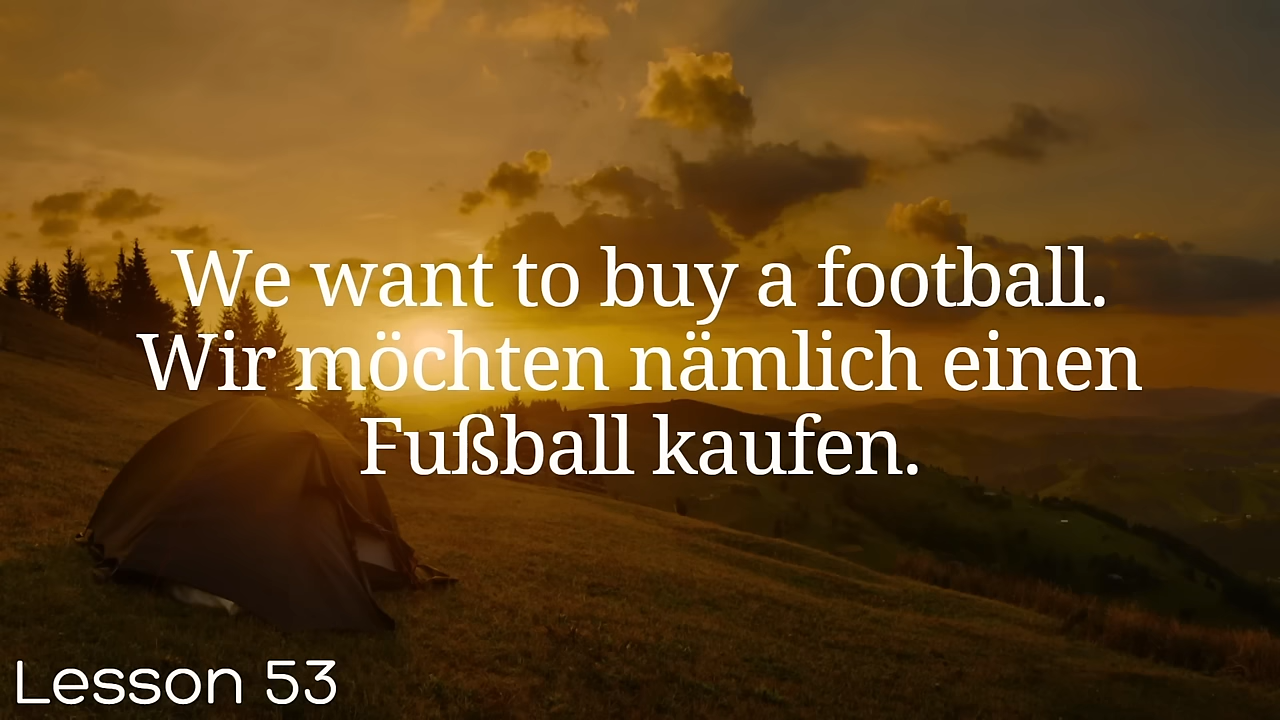 We want to buy a football.
Wir möchten nämlich einen
Fußball kaufen.
Lesson 53